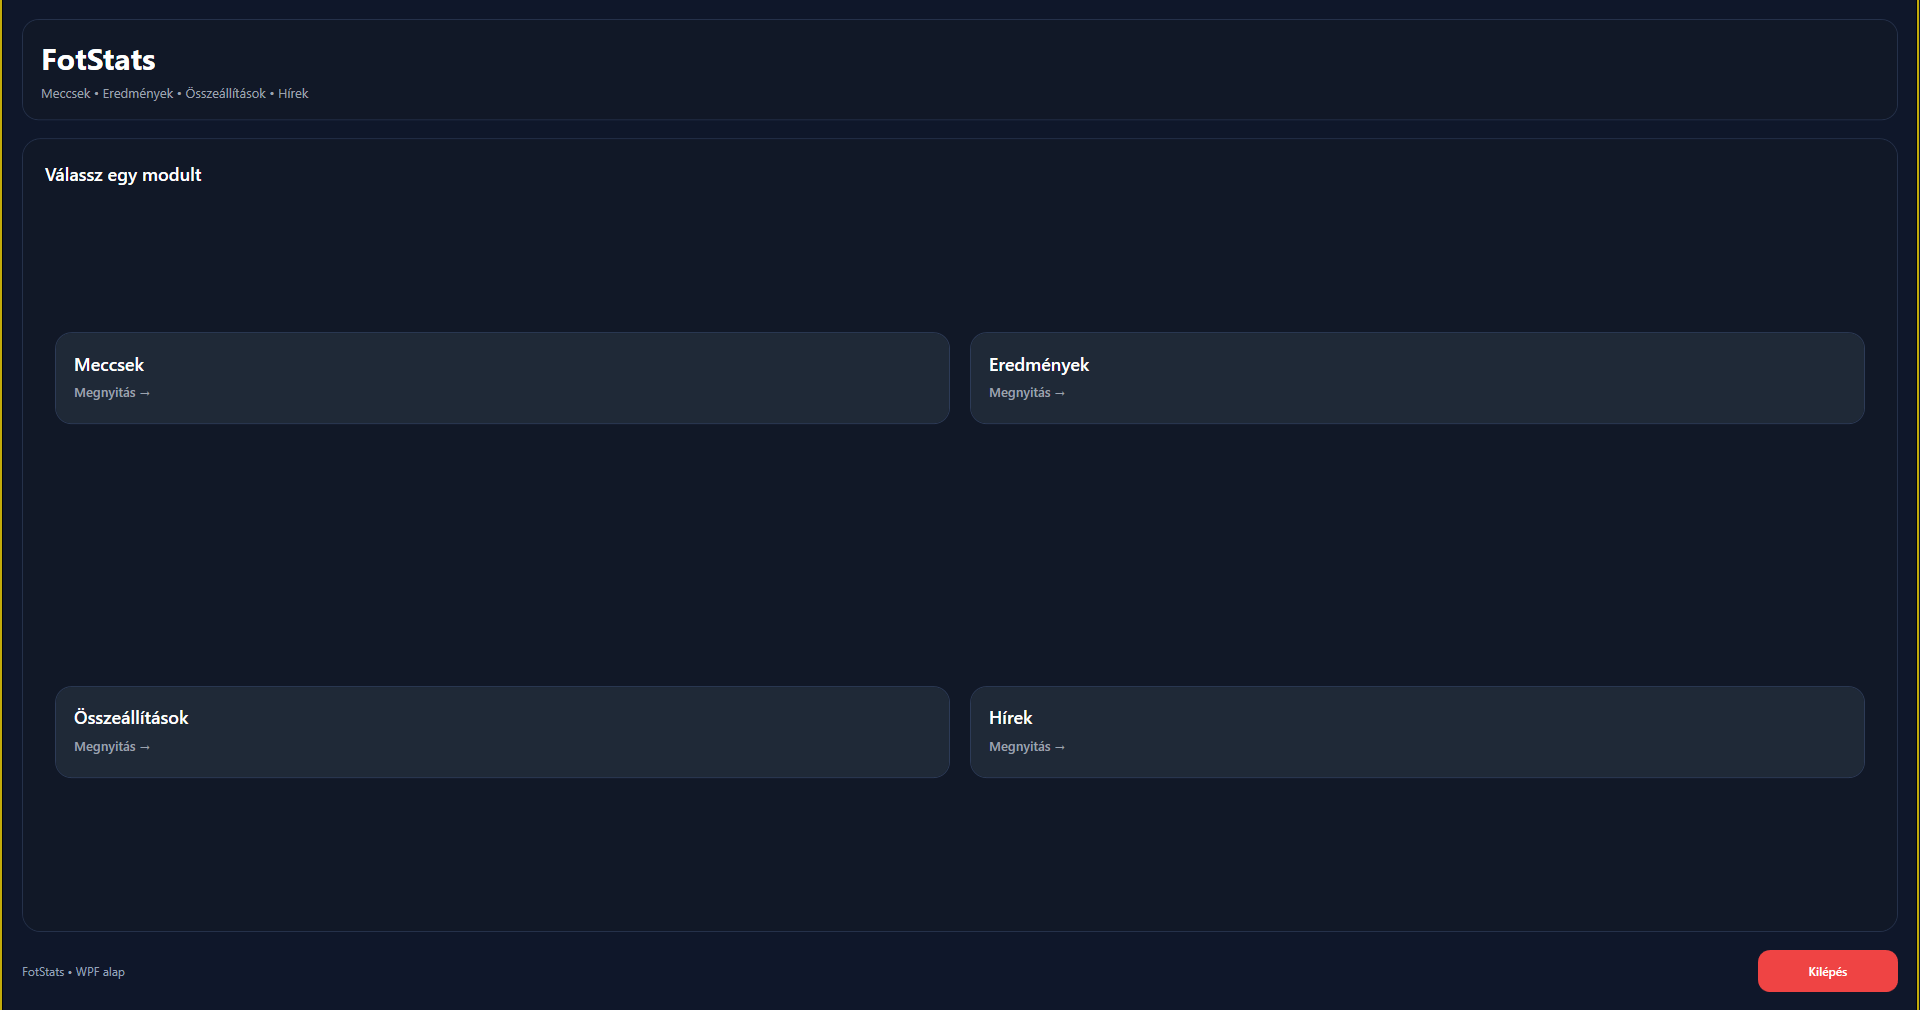 FotStats
Meccsek • Eredmények • Összeállítások • Hírek
Válassz egy modult
Meccsek
Megnyitás →
Eredmények
Megnyitás →
Összeállítások
Megnyitás →
Hírek
Megnyitás →
FotStats • WPF alap
Kilépés